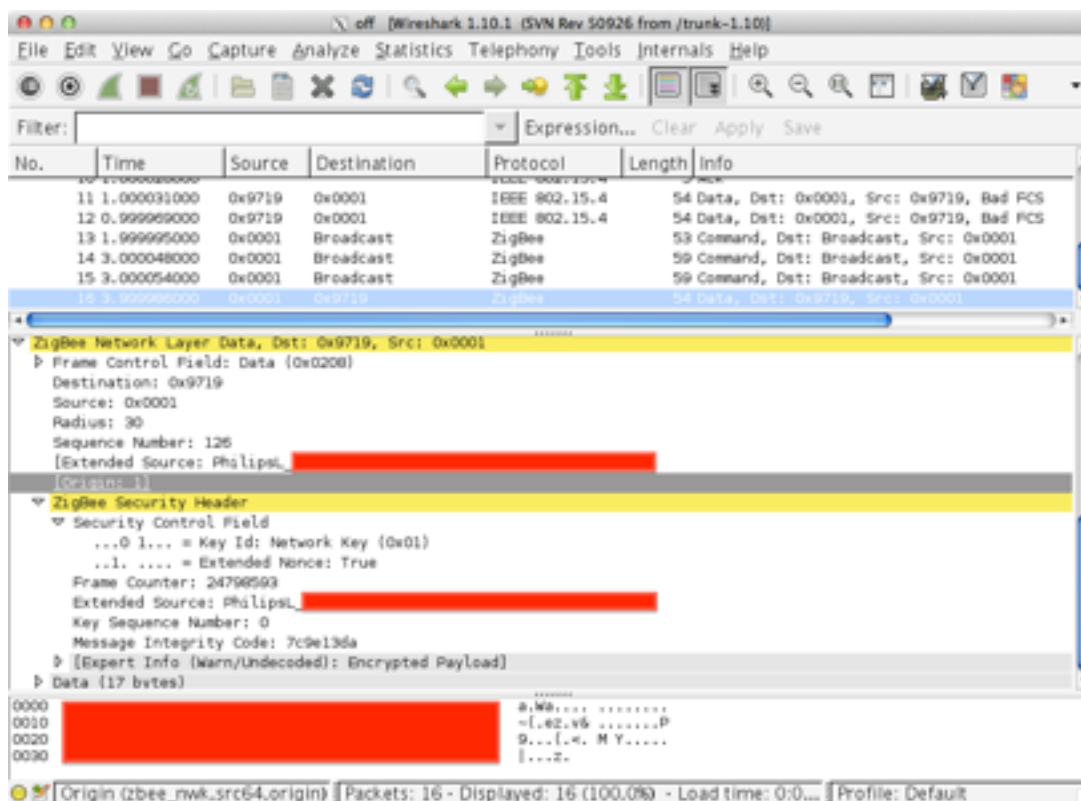 off [Wireshark 1.10.1 (SVN Rev 50926 from /trunk-1.10)]
File Edit View Go Capture Analyze Statistics Telephony Tools Internals Help
Filter: Expression... Clear Apply Save
No. Time Source Destination Protocol Length Info
11 1.000031000 0x9719 0x0001 IEEE 802.15.4 54 Data, Dst: 0x0001, Src: 0x9719, Bad FCS
12 0.999969000 0x9719 0x0001 IEEE 802.15.4 54 Data, Dst: 0x0001, Src: 0x9719, Bad FCS
13 1.999995000 0x0001 Broadcast ZigBee 53 Command, Dst: Broadcast, Src: 0x0001
14 3.000048000 0x0001 Broadcast ZigBee 59 Command, Dst: Broadcast, Src: 0x0001
15 3.000054000 0x0001 Broadcast ZigBee 59 Command, Dst: Broadcast, Src: 0x0001
16 3.999986000 0x0001 0x9719 ZigBee 54 Data, Dst: 0x9719, Src: 0x0001
ZigBee Network Layer Data, Dst: 0x9719, Src: 0x0001
Frame Control Field: Data (0x0208)
Destination: 0x9719
Source: 0x0001
Radius: 30
Sequence Number: 126
[Extended Source: PhilipsL_
[Origin: 1]
ZigBee Security Header
Security Control Field
...0 1... = Key Id: Network Key (0x01)
..1. .... = Extended Nonce: True
Frame Counter: 24798593
Extended Source: PhilipsL_
Key Sequence Number: 0
Message Integrity Code: 7c9e136a
[Expert Info (Warn/Undecoded): Encrypted Payload]
Data (17 bytes)
0000 a.Wa.... ........
0010 ~[.ez.v& .......P
0020 9...[.<. M Y.....
0030 |...z.
Origin (zbee_nwk.src64.origin) Packets: 16 - Displayed: 16 (100.0%) - Load time: 0:0... Profile: Default